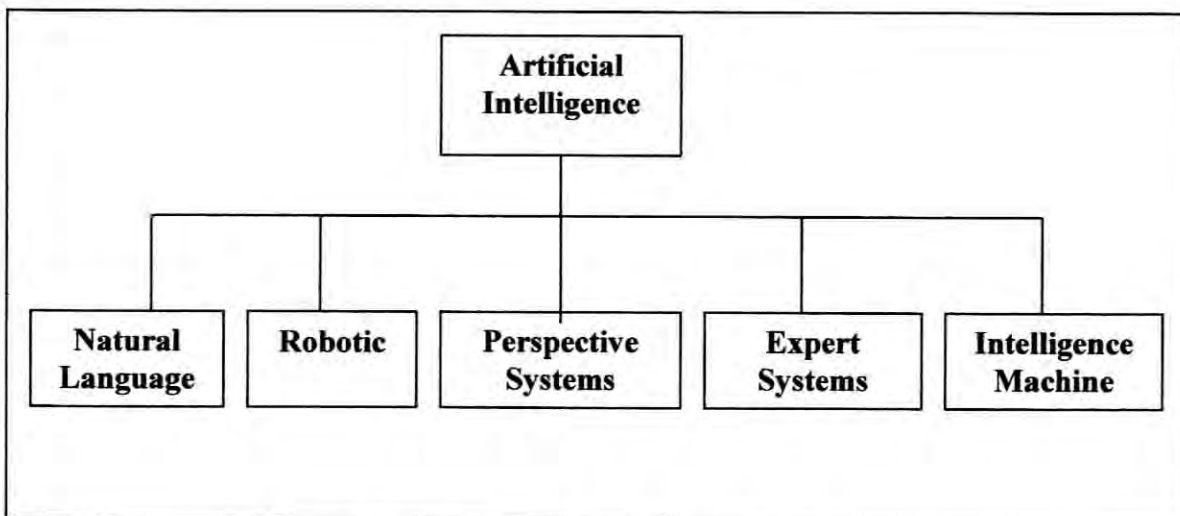 Artificial
Intelligence
Natural
Language
Robotic
Perspective
Systems
Expert
Systems
Intelligence
Machine